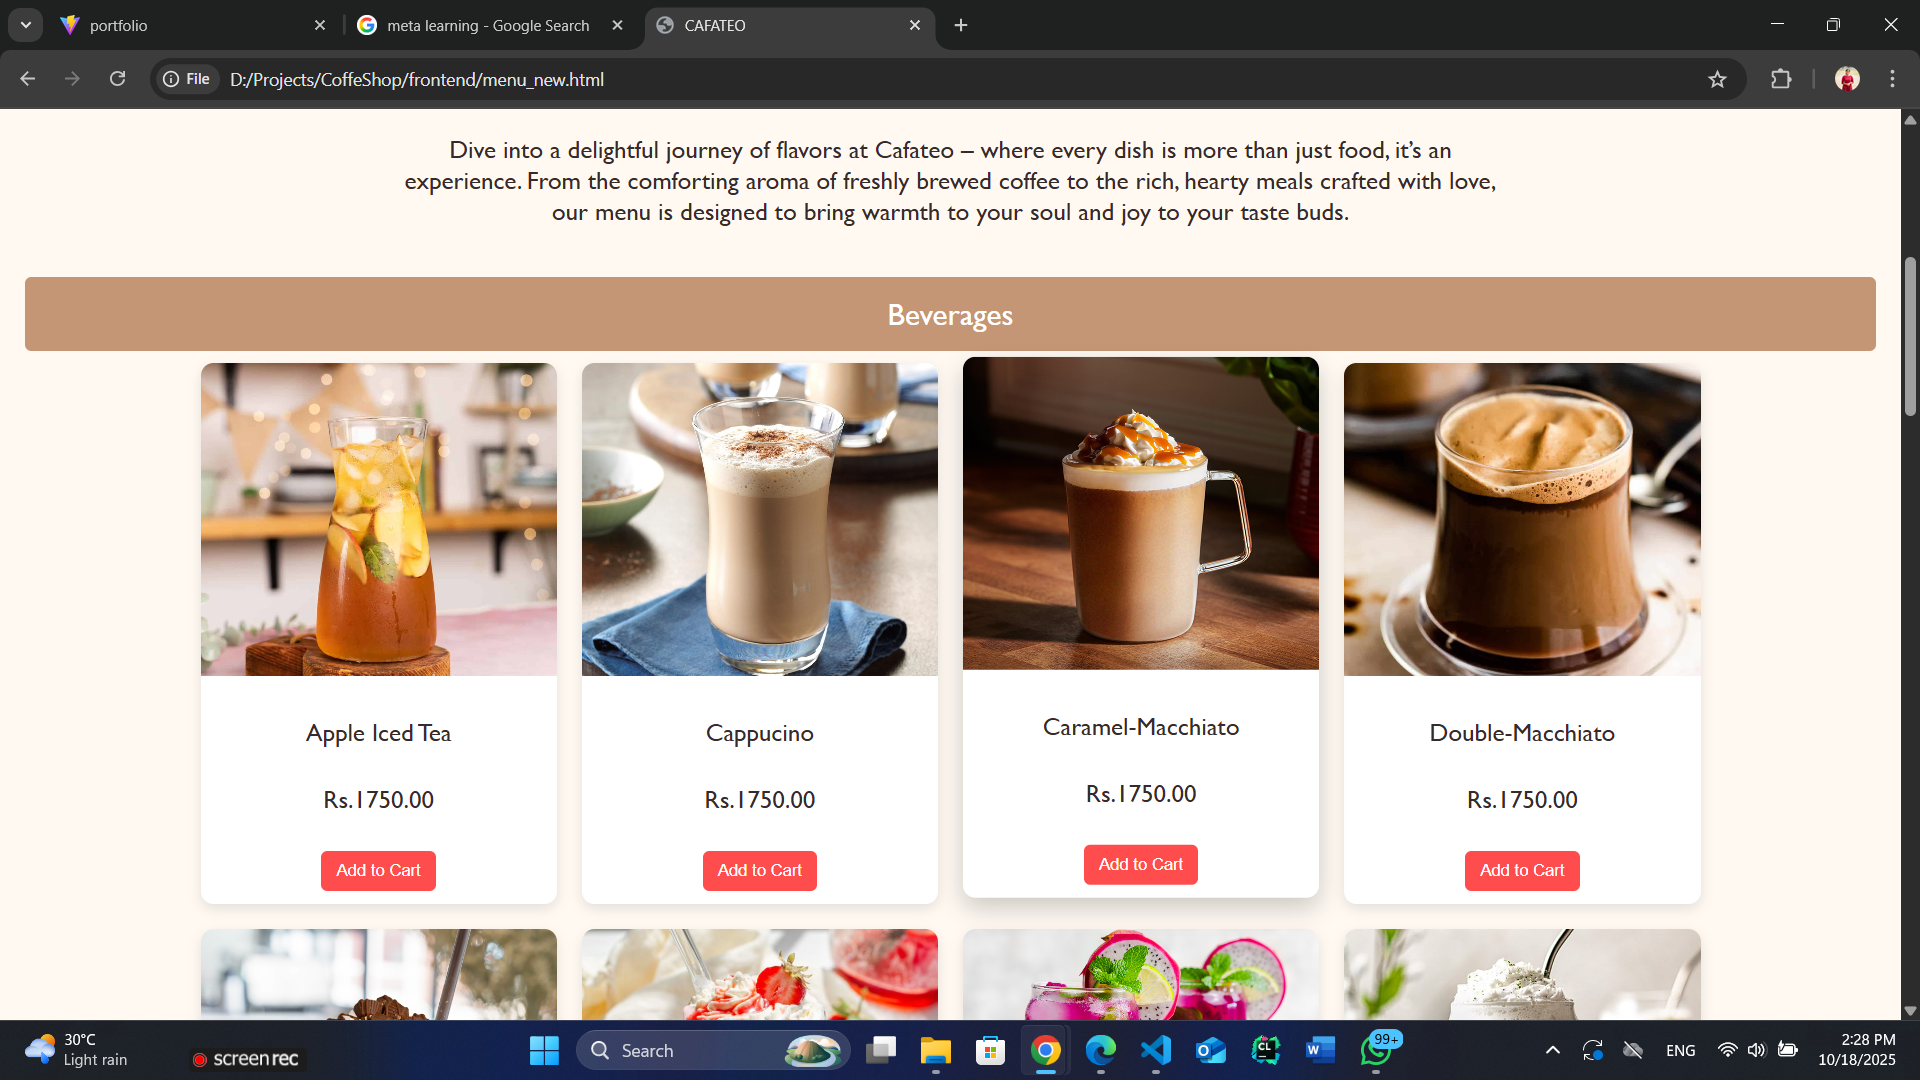 portfolio
meta learning - Google Search
CAFATEO
File
D:/Projects/CoffeShop/frontend/menu_new.html
Dive into a delightful journey of flavors at Cafateo – where every dish is more than just food, it’s an
experience. From the comforting aroma of freshly brewed coffee to the rich, hearty meals crafted with love,
our menu is designed to bring warmth to your soul and joy to your taste buds.
Beverages
Apple Iced Tea
Rs.1750.00
Add to Cart
Cappucino
Rs.1750.00
Add to Cart
Caramel-Macchiato
Rs.1750.00
Add to Cart
Double-Macchiato
Rs.1750.00
Add to Cart
30°C
Light rain
screenrec
Search
CL
W
99+
ENG
2:28 PM
10/18/2025